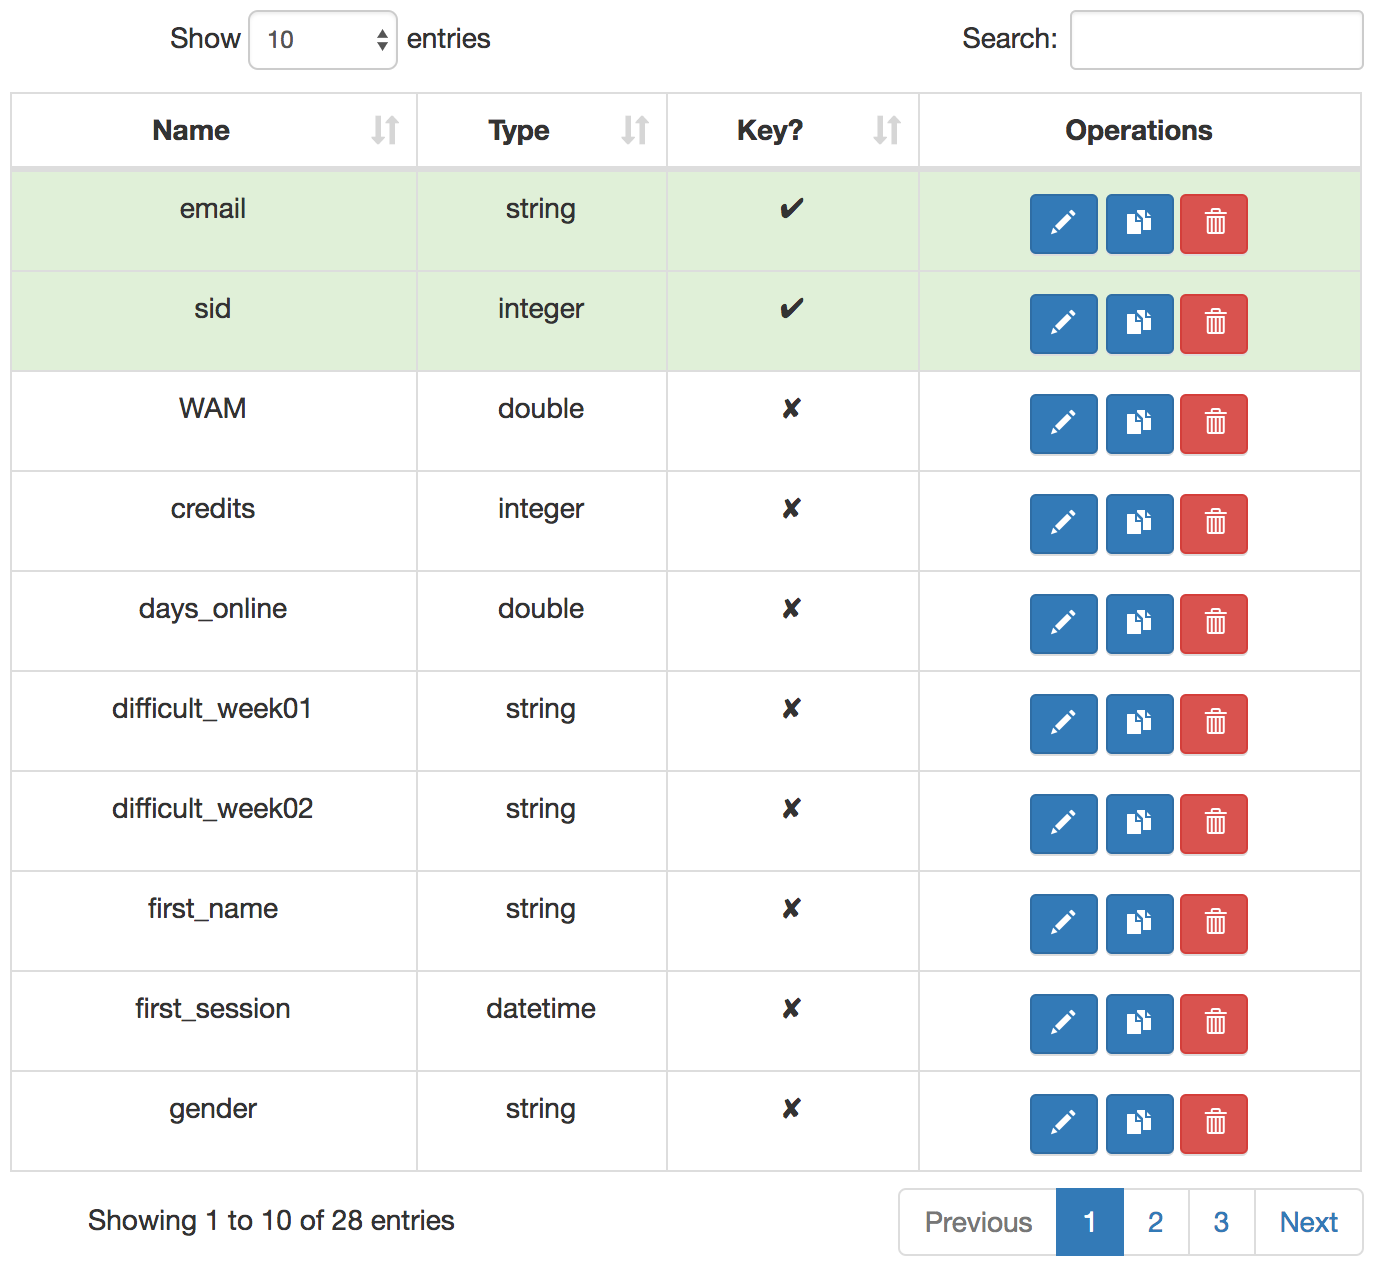 Show 10 entries Search:
Name Type Key? Operations
email string ✔
sid integer ✔
WAM double ✘
credits integer ✘
days_online double ✘
difficult_week01 string ✘
difficult_week02 string ✘
first_name string ✘
first_session datetime ✘
gender string ✘
Showing 1 to 10 of 28 entries Previous 1 2 3 Next